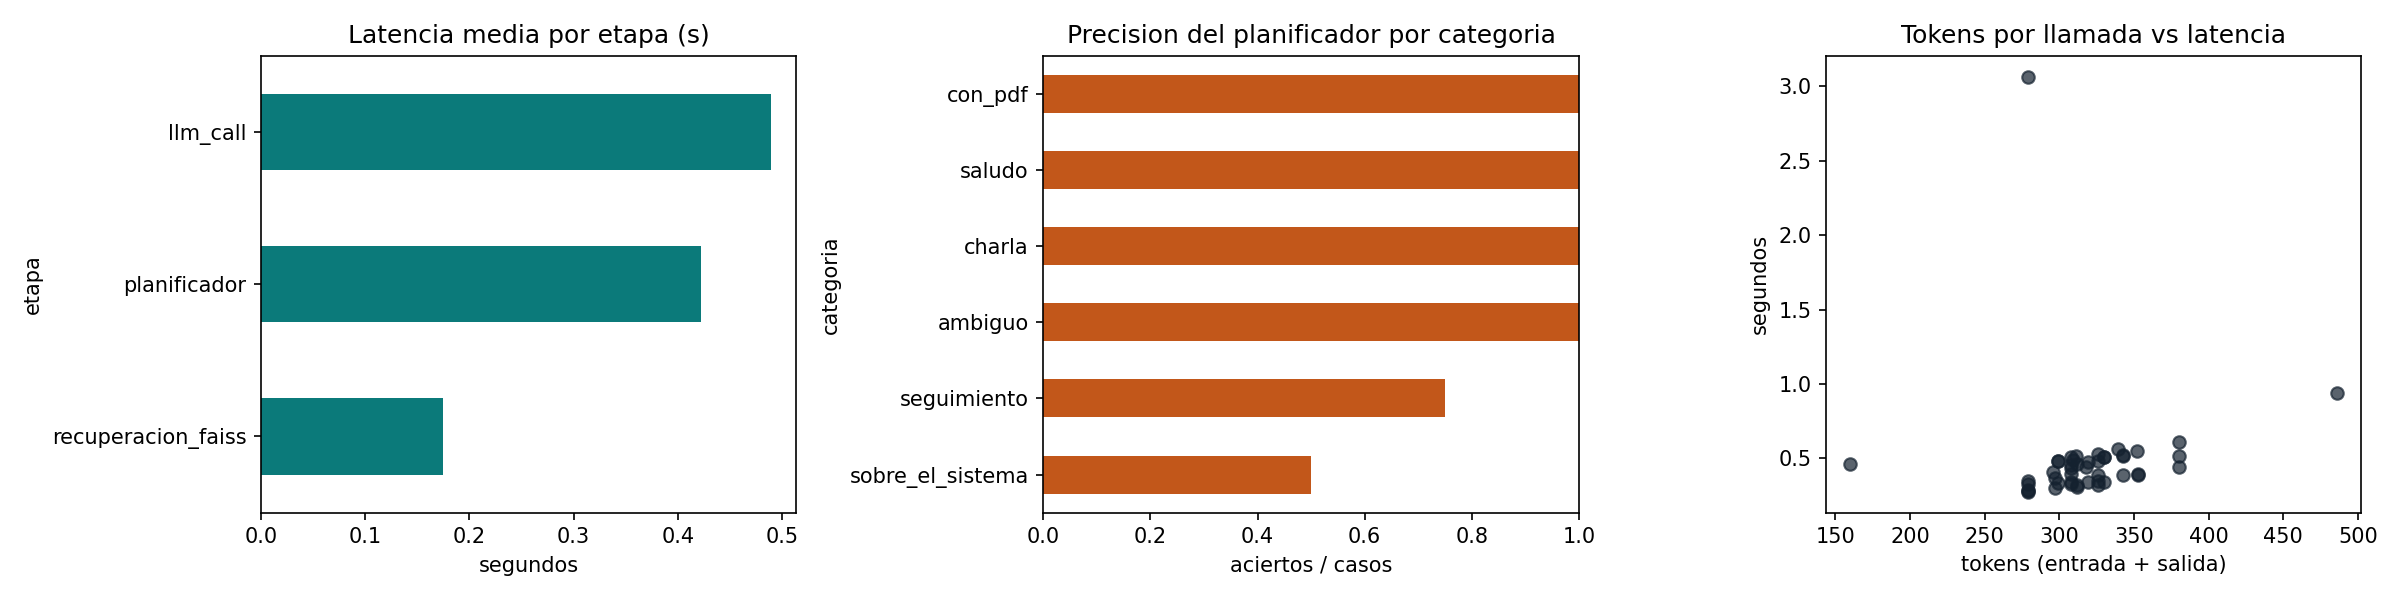 Latencia media por etapa (s)
etapa
llm_call
planificador
recuperacion_faiss
0.0 0.1 0.2 0.3 0.4 0.5
segundos
Precision del planificador por categoria
categoria
con_pdf
saludo
charla
ambiguo
seguimiento
sobre_el_sistema
0.0 0.2 0.4 0.6 0.8 1.0
aciertos / casos
Tokens por llamada vs latencia
segundos
3.0
2.5
2.0
1.5
1.0
0.5
150 200 250 300 350 400 450 500
tokens (entrada + salida)